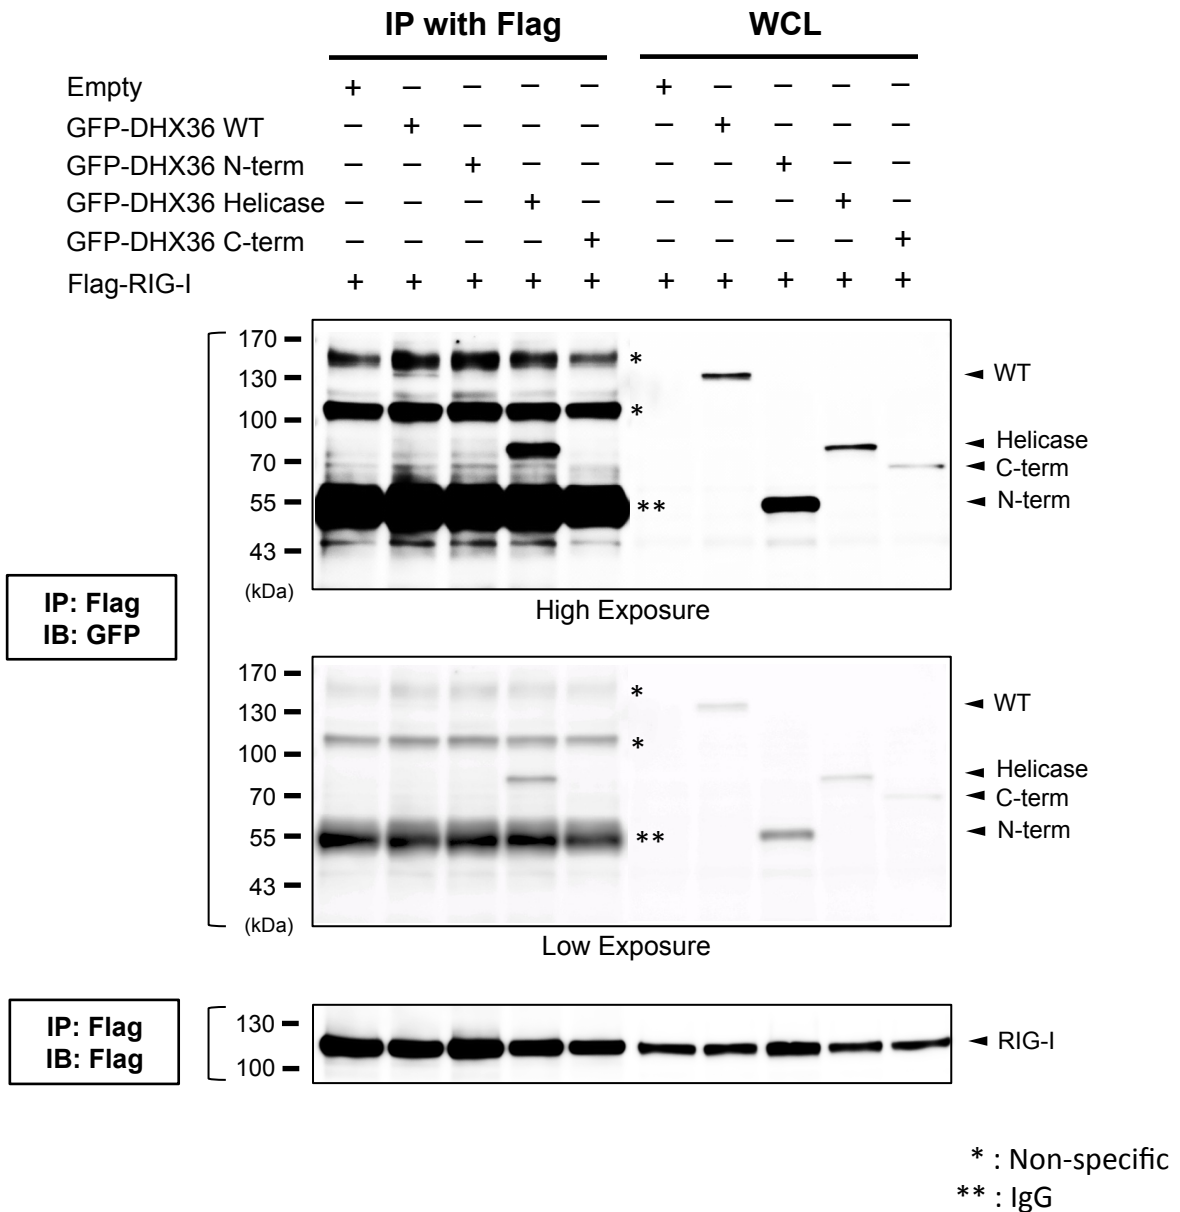 IP with Flag WCL
Empty + – – – – + – – – –
GFP-DHX36 WT – + – – – – + – – –
GFP-DHX36 N-term – – + – – – – + – –
GFP-DHX36 Helicase – – – + – – – – + –
GFP-DHX36 C-term – – – – + – – – – +
Flag-RIG-I + + + + + + + + + +
170
* WT
130
*
100
Helicase
70 C-term
55 ** N-term
43
(kDa)
High Exposure
IP: Flag
IB: GFP
170
* WT
130
*
100
Helicase
70 C-term
55 ** N-term
43
(kDa)
Low Exposure
IP: Flag
IB: Flag
130
RIG-I
100
* : Non-specific
** : IgG